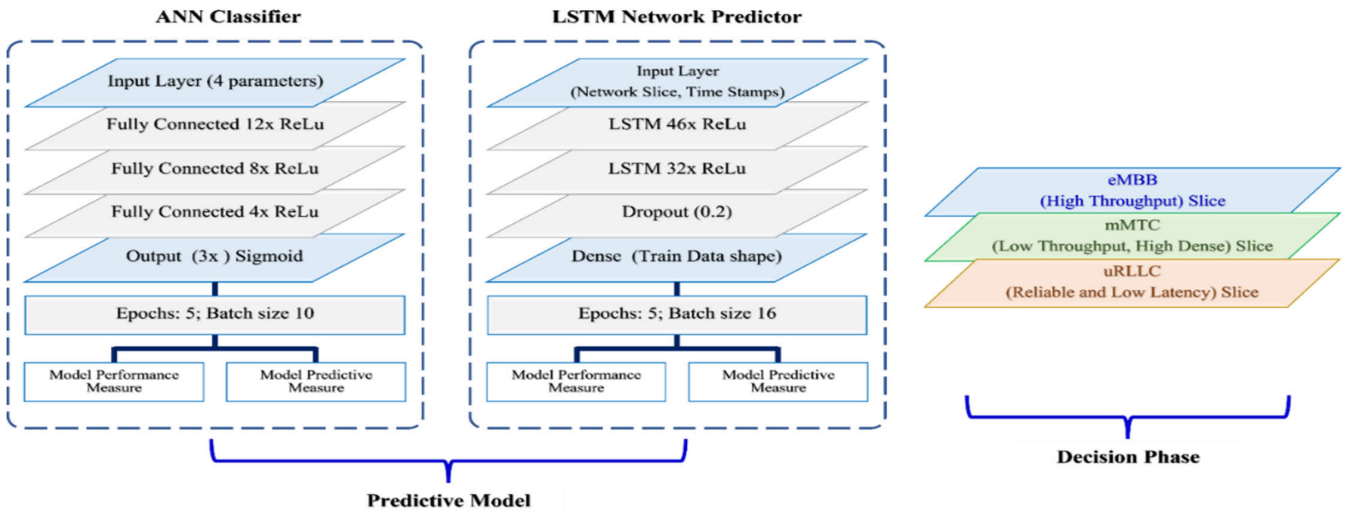 ANN Classifier
Input Layer (4 parameters)
Fully Connected 12x ReLu
Fully Connected 8x ReLu
Fully Connected 4x ReLu
Output (3x ) Sigmoid
Epochs: 5; Batch size 10
Model Performance
Measure
Model Predictive
Measure
LSTM Network Predictor
Input Layer
(Network Slice, Time Stamps)
LSTM 46x ReLu
LSTM 32x ReLu
Dropout (0.2)
Dense (Train Data shape)
Epochs: 5; Batch size 16
Model Performance
Measure
Model Predictive
Measure
Predictive Model
eMBB
(High Throughput) Slice
mMTC
(Low Throughput, High Dense) Slice
uRLLC
(Reliable and Low Latency) Slice
Decision Phase